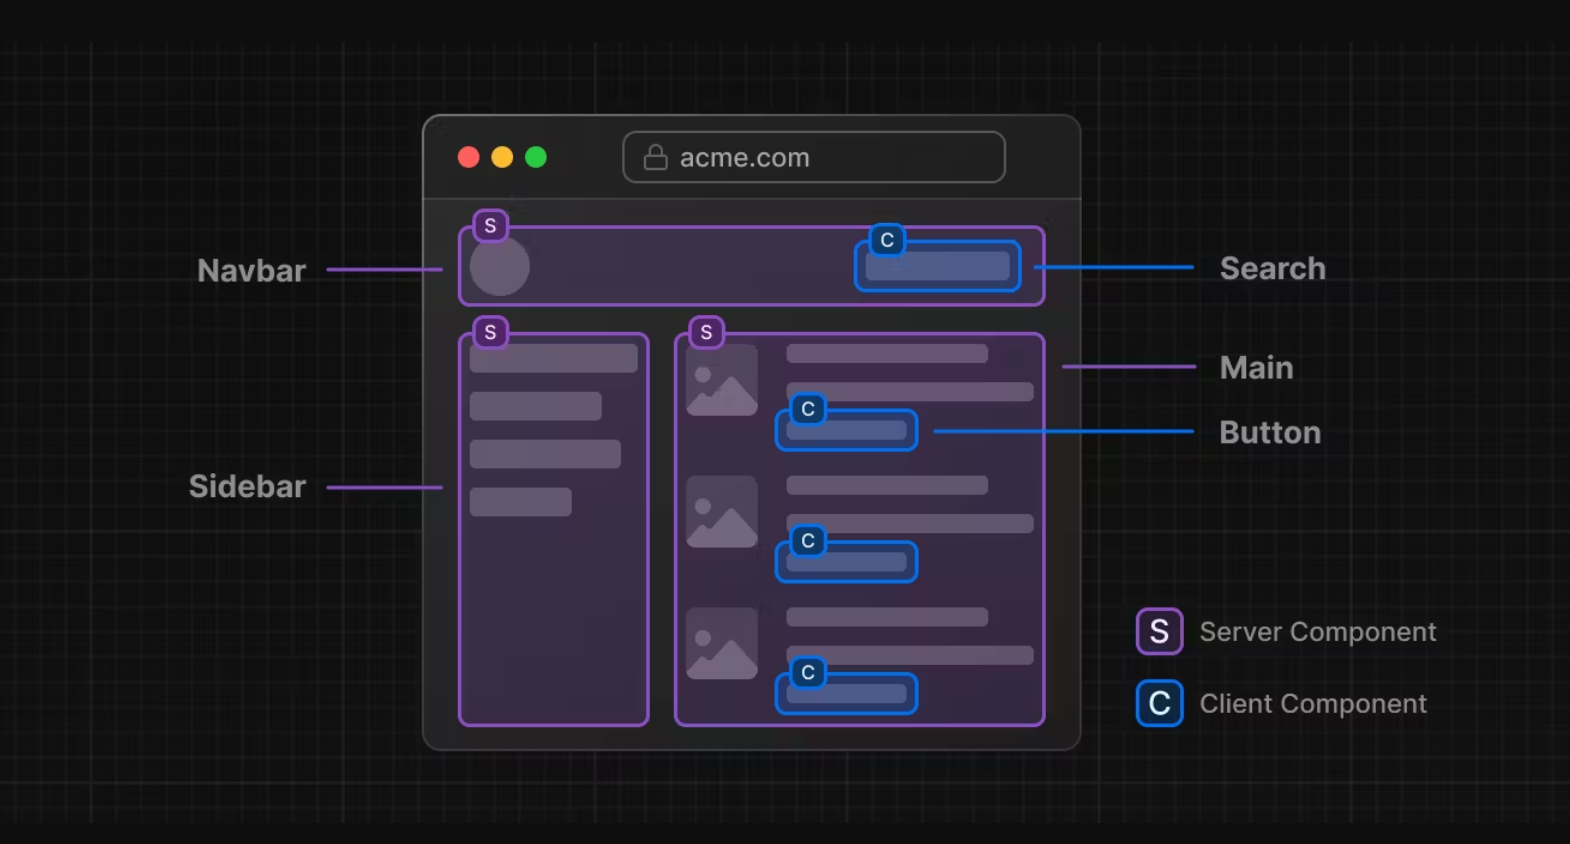 acme.com
S
C
Navbar
Search
S
S
Main
C
Button
Sidebar
C
S Server Component
C
C Client Component